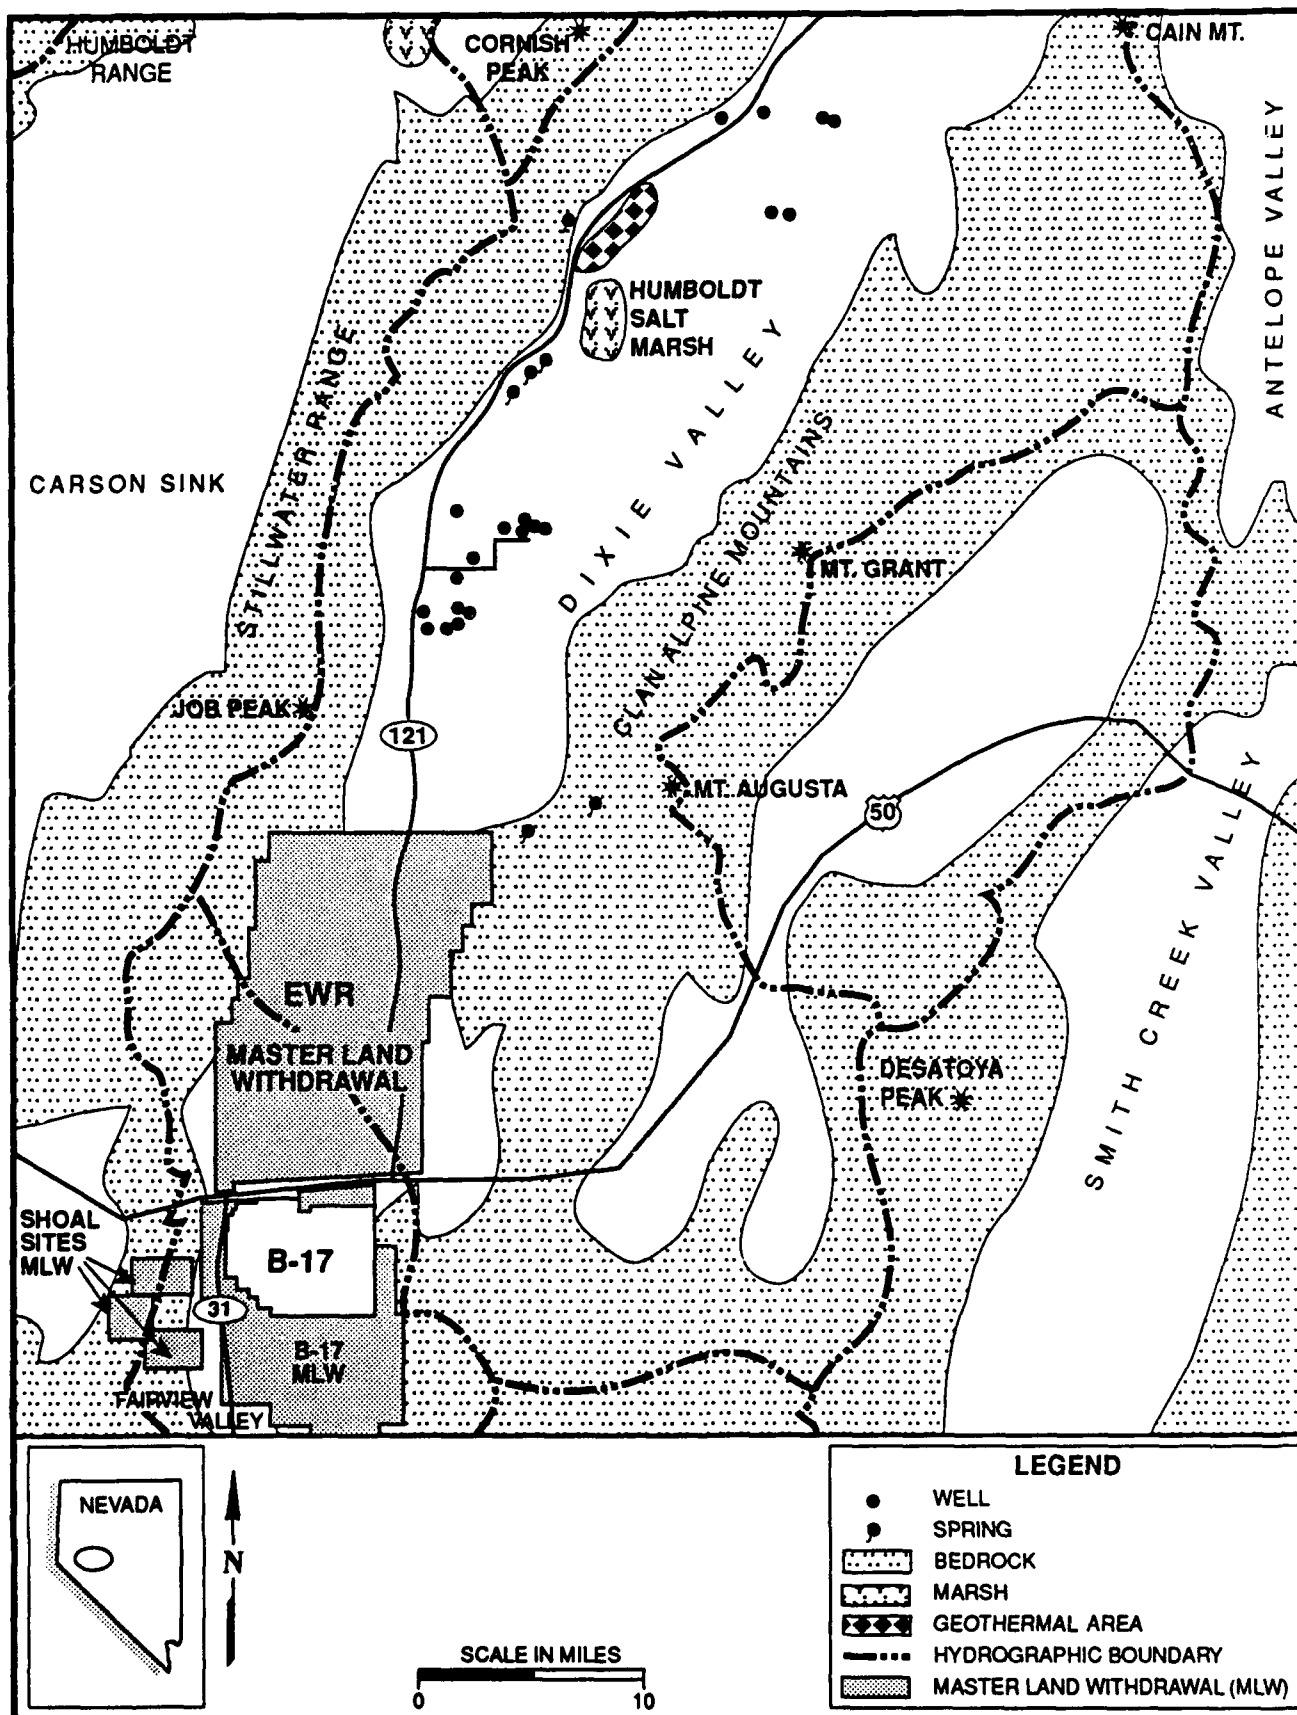 HUMBOLDT
RANGE
CORNISH
PEAK
CAIN MT.
ANTELOPE VALLEY
HUMBOLDT
SALT
MARSH
STILLWATER RANGE
CARSON SINK
DIXIE VALLEY
CLAN ALPINE MOUNTAINS
MT. GRANT
JOB PEAK
121
MT. AUGUSTA
50
SMITH CREEK VALLEY
EWR
MASTER LAND
WITHDRAWAL
DESATOYA
PEAK
SHOAL
SITES
MLW
B-17
31
B-17
MLW
FAIRVIEW
VALLEY
NEVADA
N
SCALE IN MILES
0 10
LEGEND
WELL
SPRING
BEDROCK
MARSH
GEOTHERMAL AREA
HYDROGRAPHIC BOUNDARY
MASTER LAND WITHDRAWAL (MLW)